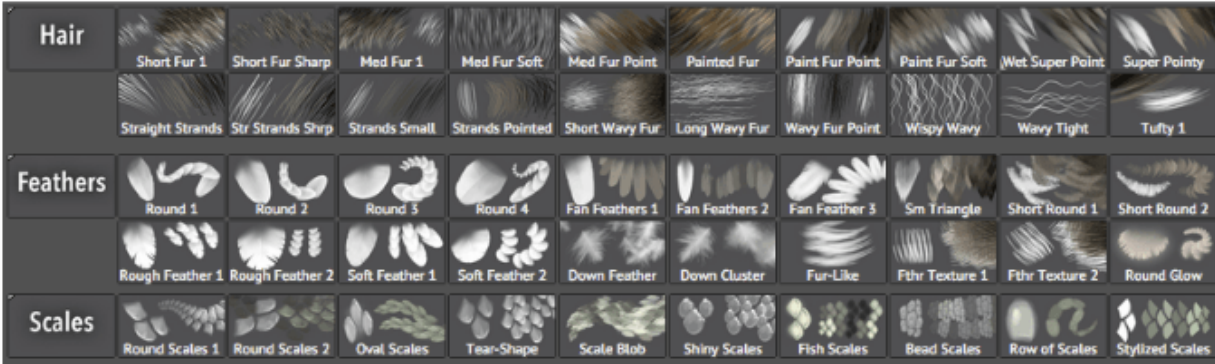 Hair
Short Fur 1 Short Fur Sharp Med Fur 1 Med Fur Soft Med Fur Point Painted Fur Paint Fur Point Paint Fur Soft Wet Super Point Super Pointy
Straight Strands Str Strands Shrp Strands Small Strands Pointed Short Wavy Fur Long Wavy Fur Wavy Fur Point Wispy Wavy Wavy Tight Tufty 1
Feathers
Round 1 Round 2 Round 3 Round 4 Fan Feathers 1 Fan Feathers 2 Fan Feather 3 Sm Triangle Short Round 1 Short Round 2
Rough Feather 1 Rough Feather 2 Soft Feather 1 Soft Feather 2 Down Feather Down Cluster Fur-Like Fthr Texture 1 Fthr Texture 2 Round Glow
Scales
Round Scales 1 Round Scales 2 Oval Scales Tear-Shape Scale Blob Shiny Scales Fish Scales Bead Scales Row of Scales Stylized Scales